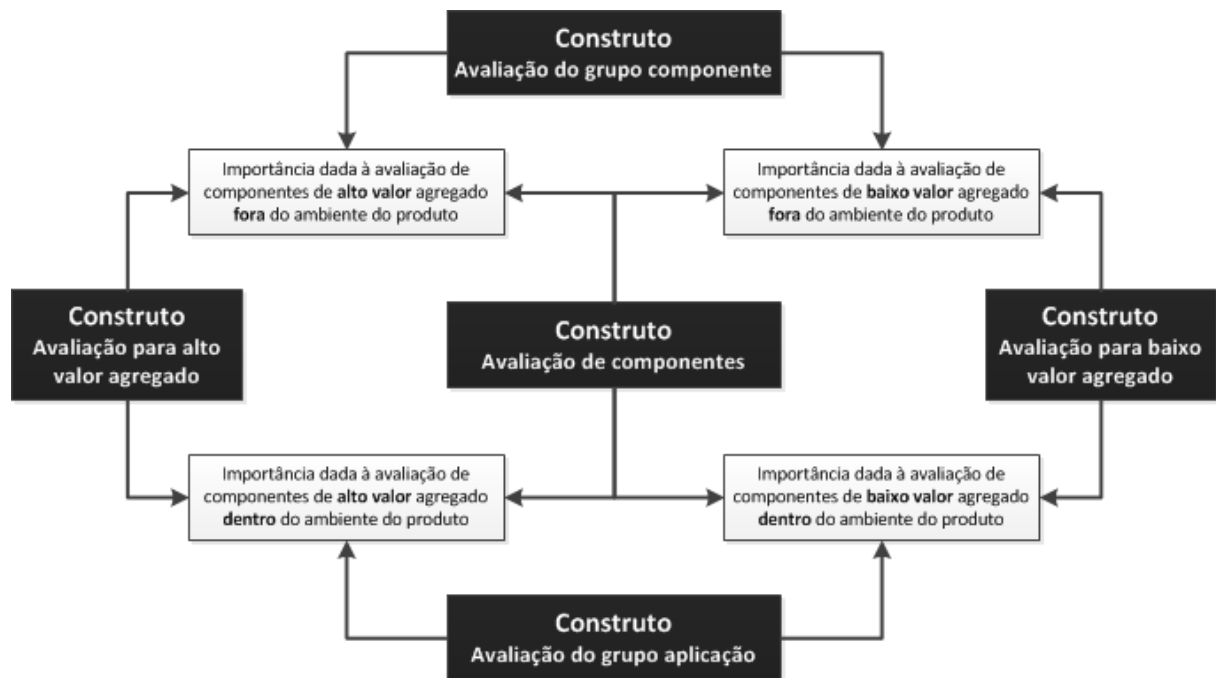 Construto
Avaliação do grupo componente
Importância dada à avaliação de
componentes de alto valor agregado
fora do ambiente do produto
Importância dada à avaliação de
componentes de baixo valor agregado
fora do ambiente do produto
Construto
Avaliação para alto
valor agregado
Construto
Avaliação de componentes
Construto
Avaliação para baixo
valor agregado
Importância dada à avaliação de
componentes de alto valor agregado
dentro do ambiente do produto
Importância dada à avaliação de
componentes de baixo valor agregado
dentro do ambiente do produto
Construto
Avaliação do grupo aplicação